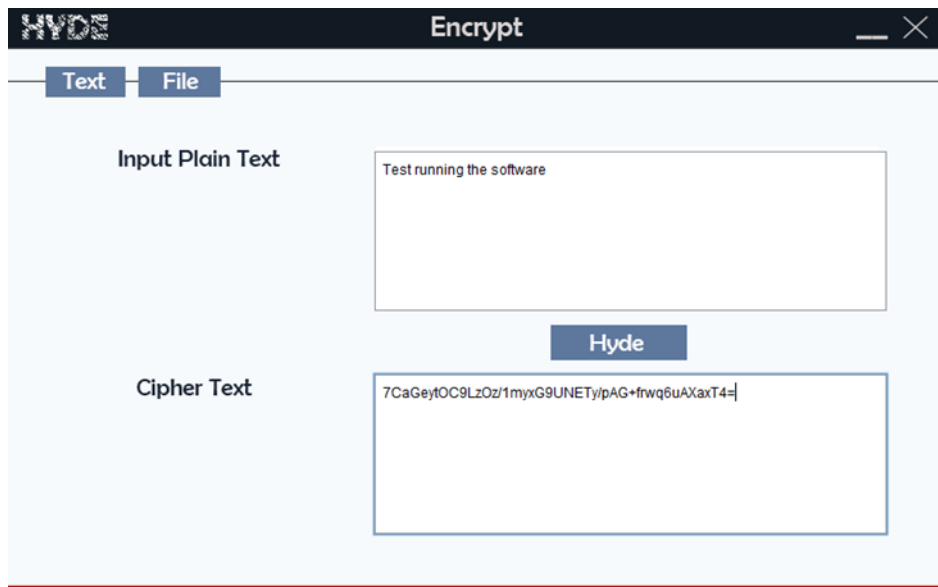 HYDE Encrypt
Text File
Input Plain Text
Test running the software
Hyde
Cipher Text
7CaGeytOC9LzOz/1myxG9UNETy/pAG+frwq6uAXaxT4=